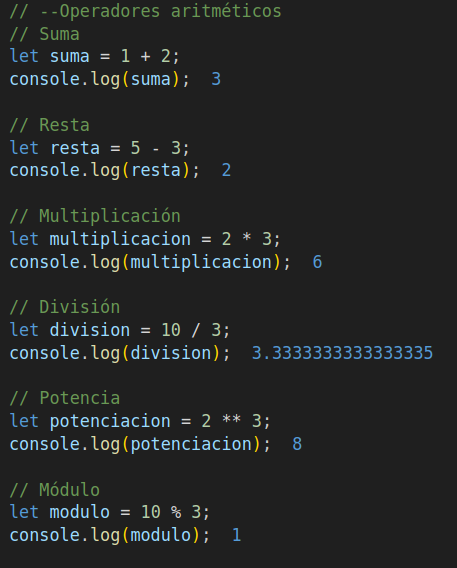 // --Operadores aritméticos
// Suma
let suma = 1 + 2;
console.log(suma);  3
// Resta
let resta = 5 - 3;
console.log(resta);  2
// Multiplicación
let multiplicacion = 2 * 3;
console.log(multiplicacion);  6
// División
let division = 10 / 3;
console.log(division);  3.3333333333333335
// Potencia
let potenciacion = 2 ** 3;
console.log(potenciacion);  8
// Módulo
let modulo = 10 % 3;
console.log(modulo);  1